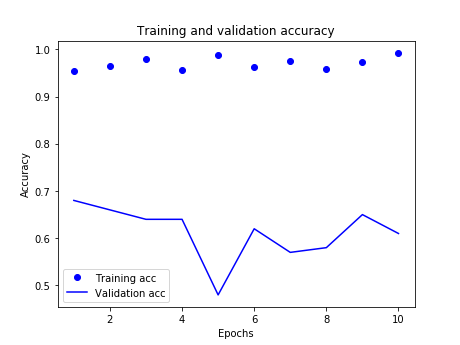 Training and validation accuracy
1.0
0.9
0.8
0.7
0.6
0.5
Accuracy
Training acc
Validation acc
2 4 6 8 10
Epochs